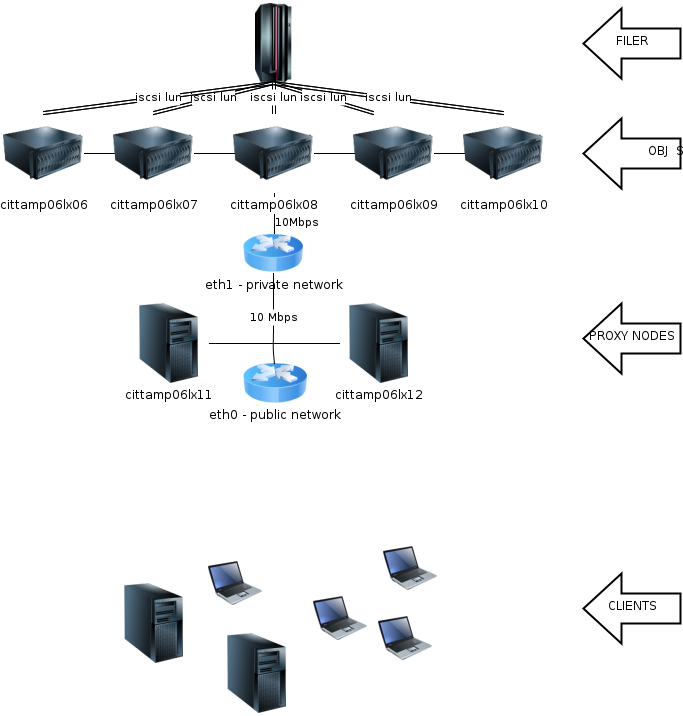 FILER
iscsi lun iscsi lun iscsi lun iscsi lun iscsi lun
OBJ S
cittamp06lx06 cittamp06lx07 cittamp06lx08 cittamp06lx09 cittamp06lx10
10Mbps
eth1 - private network
10 Mbps
PROXY NODES
cittamp06lx11 cittamp06lx12
eth0 - public network
CLIENTS